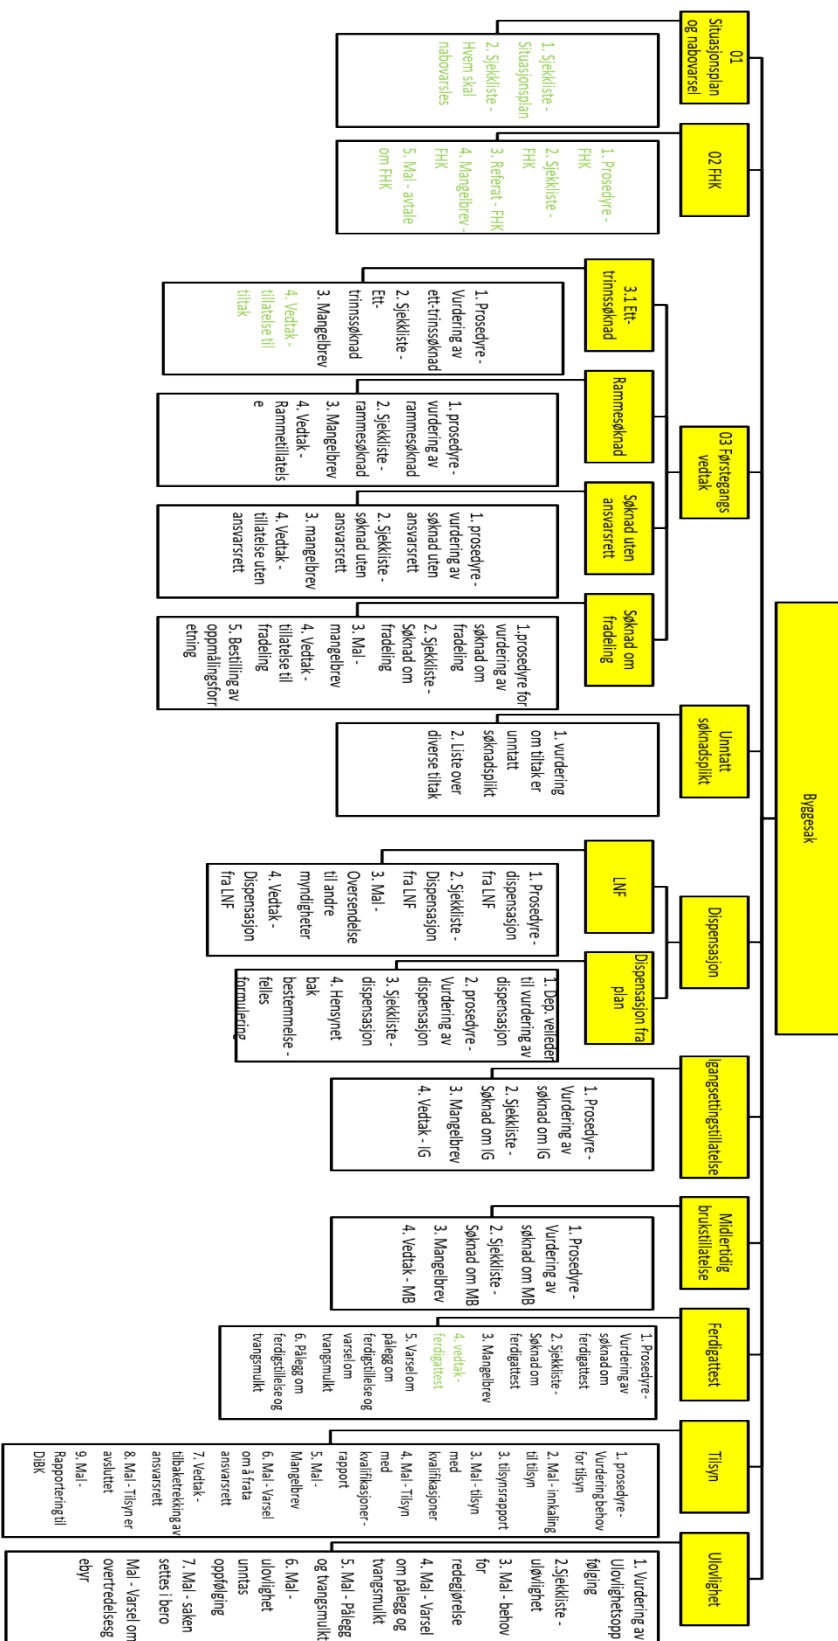 Byggesak
01
Situasjonsplan
og nabovarsel
1. Sjekkliste -
Situasjonsplan
2. Sjekkliste -
Hvem skal
nabovarsles
02 FHK
1. Prosedyre -
FHK
2. Sjekkliste -
FHK
3. Referat - FHK
4. Mangelbrev -
FHK
5. Mal - avtale
om FHK
03 Førstegangs
vedtak
3.1 Ett-
trinnssøknad
1. Prosedyre -
Vurdering av
ett-trinssøknad
2. Sjekkliste -
Ett-
trinnssøknad
3. Mangelbrev
4. Vedtak -
tillatelse til
tiltak
Rammesøknad
1. prosedyre -
vurdering av
rammesøknad
2. Sjekkliste -
rammesøknad
3. Mangelbrev
4. Vedtak -
Rammetillatels
e
Søknad uten
ansvarsrett
1. prosedyre -
vurdering av
søknad uten
ansvarsrett
2. Sjekkliste -
søknad uten
ansvarsrett
3. mangelbrev
4. Vedtak -
tillatelse uten
ansvarsrett
Søknad om
fradeling
1.prosedyre for
vurdering av
søknad om
fradeling
2. Sjekkliste -
Søknad om
fradeling
3. Mal -
mangelbrev
4. Vedtak -
tillatelse til
fradeling
5. Bestilling av
oppmålingsforr
etning
Unntatt
søknadsplikt
1. vurdering
om tiltak er
unntatt
søknadsplikt
2. Liste over
diverse tiltak
Dispensasjon
LNF
1. Prosedyre -
dispensasjon
fra LNF
2. Sjekkliste -
Dispensasjon
fra LNF
3. Mal -
Oversendelse
til andre
myndigheter
4. Vedtak -
Dispensasjon
fra LNF
Dispensasjon fra
plan
1. Dep. veileder
til vurdering av
dispensasjon
2. prosedyre -
Vurdering av
dispensasjon
3. Sjekkliste -
dispensasjon
4. Hensynet
bak
bestemmelse -
felles
formulering
Igangsettingstillatelse
1. Prosedyre -
Vurdering av
søknad om IG
2. Sjekkliste -
Søknad om IG
3. Mangelbrev
4. Vedtak - IG
Midlertidig
brukstillatelse
1. Prosedyre -
Vurdering av
søknad om MB
2. Sjekkliste -
Søknad om MB
3. Mangelbrev
4. Vedtak - MB
Ferdigattest
1. Prosedyre -
Vurdering av
søknad om
ferdigattest
2. Sjekkliste -
Søknad om
ferdigattest
3. Mangelbrev
4. vedtak -
ferdigattest
5. Varsel om
pålegg om
ferdigstillelse og
varsel om
tvangsmulkt
6. Pålegg om
ferdigstillelse og
tvangsmulkt
Tilsyn
1. prosedyre -
Vurdering behov
for tilsyn
2. Mal - innkaling
til tilsyn
3. tilsynsrapport
3. Mal - tilsyn
med
kvalifikasjoner
4. Mal - Tilsyn
med
kvalifikasjoner -
rapport
5. Mal -
Mangelbrev
6. Mal - Varsel
om å frata
ansvarsrett
7. Vedtak -
tilbaketrekking av
ansvarsrett
8. Mal - Tilsyn er
avsluttet
9. Mal -
Rapportering til
DiBK
Ulovlighet
1. Vurdering av
Ulovlighetsopp
følging
2.Sjekkliste -
uløvlighet
3. Mal - behov
for
redegjørelse
4. Mal - Varsel
om pålegg og
tvangsmulkt
5. Mal - Pålegg
og tvangsmulkt
6. Mal -
ulovlighet
unntas
oppfølging
7. Mal - saken
settes i bero
Mal - Varsel om
overtredelsesg
ebyr